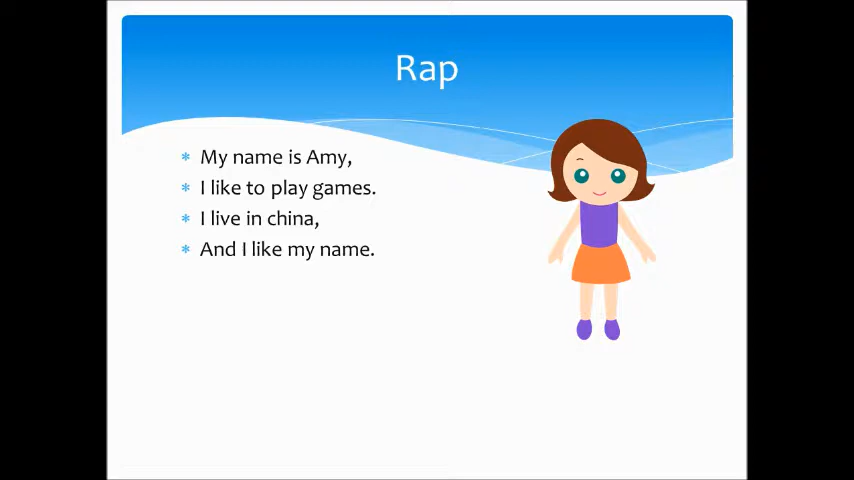 Rap
My name is Amy,
I like to play games.
I live in china,
And I like my name.